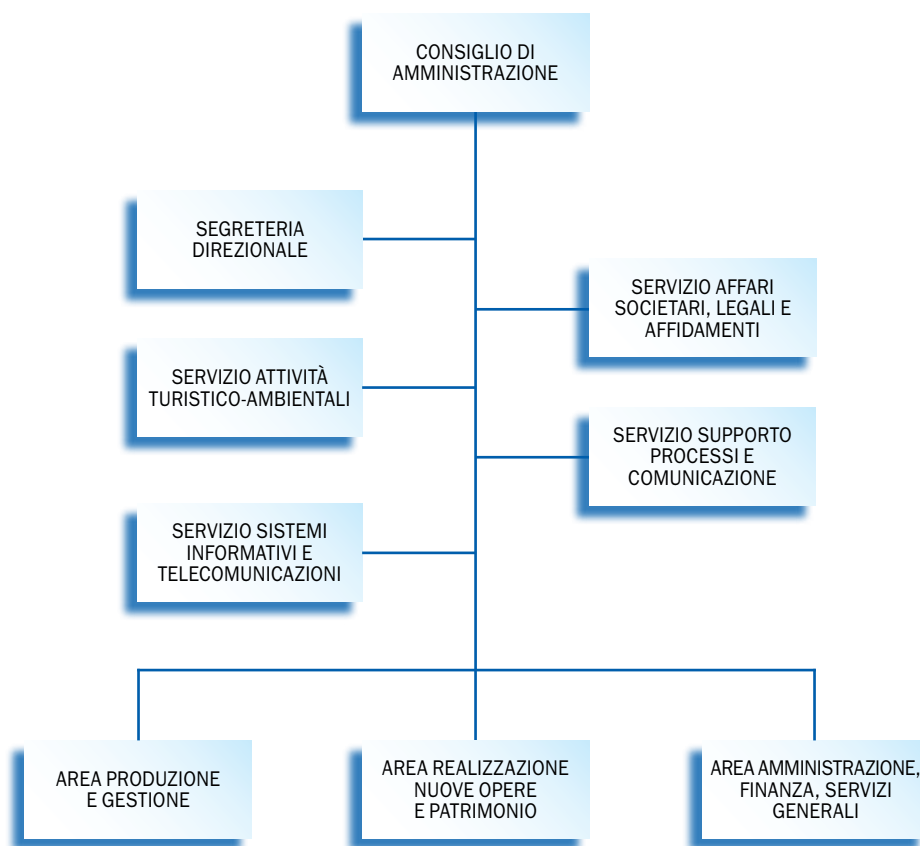 CONSIGLIO DI
AMMINISTRAZIONE
SEGRETERIA
DIREZIONALE
SERVIZIO AFFARI
SOCIETARI, LEGALI E
AFFIDAMENTI
SERVIZIO ATTIVITÀ
TURISTICO-AMBIENTALI
SERVIZIO SUPPORTO
PROCESSI E
COMUNICAZIONE
SERVIZIO SISTEMI
INFORMATIVI E
TELECOMUNICAZIONI
AREA PRODUZIONE
E GESTIONE
AREA REALIZZAZIONE
NUOVE OPERE
E PATRIMONIO
AREA AMMINISTRAZIONE,
FINANZA, SERVIZI
GENERALI